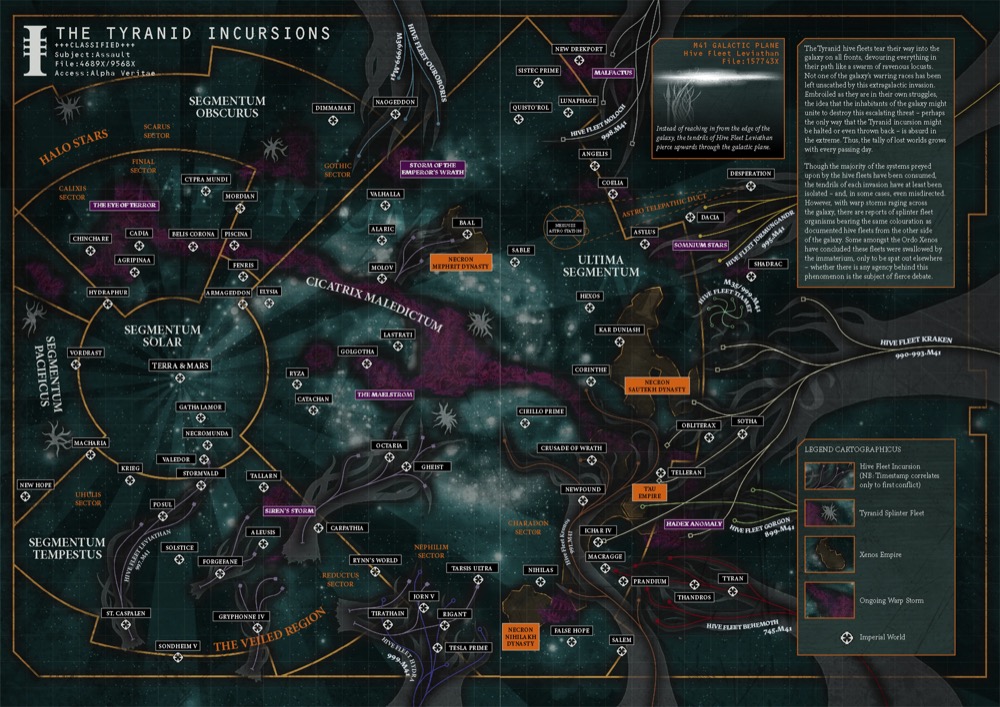 THE TYRANID INCURSIONS
+++CLASSIFIED+++
Subject:Assault
File:4689X/9568X
Access:Alpha Veritae
HIVE FLEET OUROBORIS
M36/999.M41
SEGMENTUM
OBSCURUS
HALO STARS
SCARUS
SECTOR
FINIAL
SECTOR
CALIXIS
SECTOR
GOTHIC
SECTOR
DIMMAMAR
NAOGEDDON
STORM OF THE
EMPEROR'S WRATH
CYPRA MUNDI
MORDIAN
THE EYE OF TERROR
CHINCHARE
CADIA
BELIS CORONA
PISCINA
AGRIPINAA
FENRIS
HYDRAPHUR
ARMAGEDDON
ELYSIA
VALHALLA
ALARIC
MOLOV
BAAL
NECRON
MEPHRIT DYNASTY
CICATRIX MALEDICTUM
NEW DREKPORT
SISTEC PRIME
MALFACTUS
QUISTO'ROL
LUNAPHAGE
HIVE FLEET MOLOCH
998.M41
ANGELIS
COELIA
DESPERATION
ASTRO TELEPATHIC DUCT
ASTRO STATION
DACIA
ASYLUS
SOMNIUM STARS
HIVE FLEET JORMUNGANDR
995.M41
SHADRAC
SABLE
ULTIMA
SEGMENTUM
M35/999.M41
HIVE FLEET TIAMET
HEXOS
KAR DUNIASH
CORINTHE
NECRON
SAUTEKH DYNASTY
HIVE FLEET KRAKEN
990-993.M41
M41 GALACTIC PLANE
Hive Fleet Leviathan
File:157743X
Instead of reaching in from the edge of the
galaxy, the tendrils of Hive Fleet Leviathan
pierce upwards through the galactic plane.
The Tyranid hive fleets tear their way into the
galaxy on all fronts, devouring everything in
their path like a swarm of ravenous locusts.
Not one of the galaxy's warring races has been
left unscathed by this extragalactic invasion.
Embroiled as they are in their own struggles,
the idea that the inhabitants of the galaxy might
unite to destroy this escalating threat – perhaps
the only way that the Tyranid incursion might
be halted or even thrown back – is absurd in
the extreme. Thus, the tally of lost worlds grows
with every passing day.
Though the majority of the systems preyed
upon by the hive fleets have been consumed,
the tendrils of each invasion have at least been
isolated – and, in some cases, even misdirected.
However, with warp storms raging across
the galaxy, there are reports of splinter fleet
organisms bearing the same colouration as
documented hive fleets from the other side
of the galaxy. Some amongst the Ordo Xenos
have concluded these fleets were swallowed by
the immaterium, only to be spat out elsewhere
– whether there is any agency behind this
phenomenon is the subject of fierce debate.
SEGMENTUM
PACIFICUS
SEGMENTUM
SOLAR
VORDRAST
TERRA & MARS
LASTRATI
GOLGOTHA
RYZA
CATACHAN
THE MAELSTROM
GATHALAMOR
NECROMUNDA
MACHARIA
VALEDOR
KRIEG
STORMVALD
TALLARN
OCTARIA
GHEIST
NEW HOPE
UHULIS
SECTOR
POSUL
SIREN'S STORM
SEGMENTUM
TEMPESTUS
HIVE FLEET LEVIATHAN
997.M41
SOLSTICE
ALEUSIS
CARPATHIA
FORGEFANE
ST. CASPALEN
GRYPHONNE IV
SONDHEIM V
THE VEILED REGION
RYNN'S WORLD
NEPHILIM
SECTOR
REDUCTUS
SECTOR
TARSIS ULTRA
JORN V
TIRATHAIN
RIGANT
TESLA PRIME
HIVE FLEET HYDRA
999.M41
CIRILLO PRIME
CRUSADE OF WRATH
OBLITERAX
SOTHA
TELLERAN
NEWFOUND
TAU
EMPIRE
CHARADON
SECTOR
ICHAR IV
HADEX ANOMALY
HIVE FLEET GORGON
899.M41
MACRAGGE
NIHILAS
PRANDIUM
TYRAN
THANDROS
HIVE FLEET BEHEMOTH
745.M41
NECRON
NIHILAKH
DYNASTY
FALSE HOPE
SALEM
LEGEND CARTOGRAPHICUS
Hive Fleet Incursion
(NB: Timestamp correlates
only to first conflict)
Tyranid Splinter Fleet
Xenos Empire
Ongoing Warp Storm
Imperial World